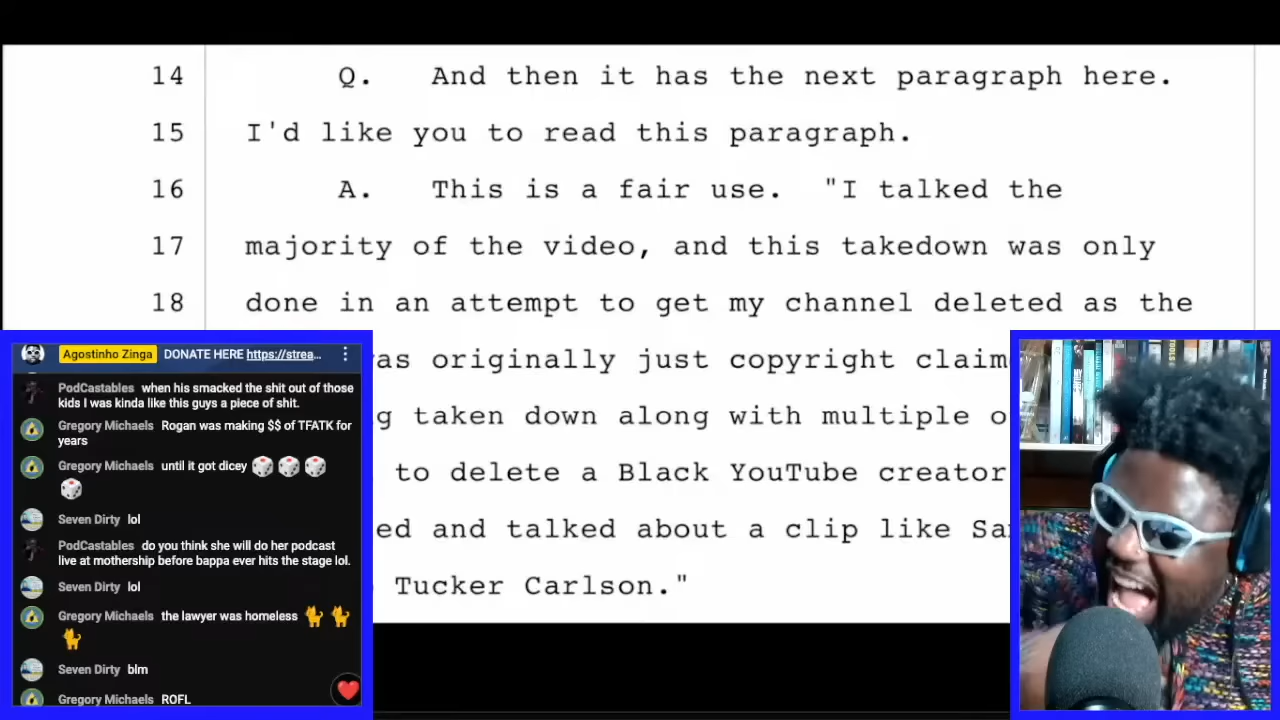 14 Q. And then it has the next paragraph here.
15 I'd like you to read this paragraph.
16 A. This is a fair use. "I talked the
17 majority of the video, and this takedown was only
18 done in an attempt to get my channel deleted as the
originally just copyright
taken down along with multiple
to delete a Black YouTube creator
and talked about a clip like
Tucker Carlson."
Agostinho Zinga DONATE HERE https://strea...
PodCastables when his smacked the shit out of those
kids I was kinda like this guys a piece of shit.
Gregory Michaels Rogan was making $$ of TFATK for
years
Gregory Michaels until it got dicey 🎲 🎲 🎲
🎲
Seven Dirty lol
PodCastables do you think she will do her podcast
live at mothership before bappa ever hits the stage lol.
Seven Dirty lol
Gregory Michaels the lawyer was homeless 🐈 🐈
🐈
Seven Dirty blm
Gregory Michaels ROFL